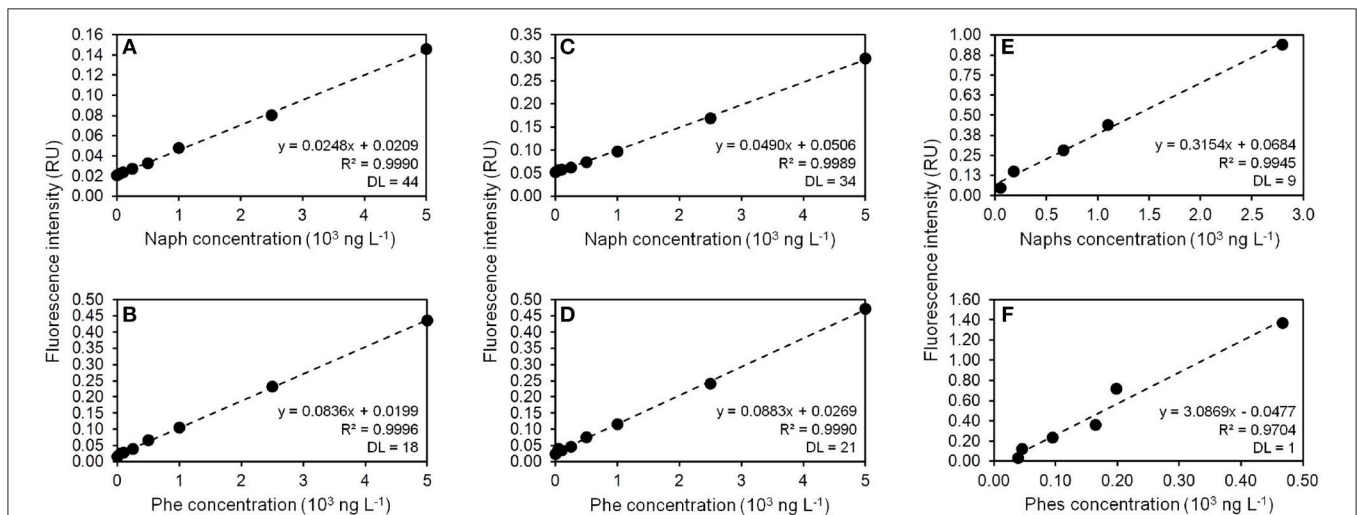 A
0.16
0.14
0.12
0.10
0.08
0.06
0.04
0.02
0.00
y = 0.0248x + 0.0209
R² = 0.9990
DL = 44
0 1 2 3 4 5
Naph concentration (10³ ng L⁻¹)
C
0.35
0.30
0.25
0.20
0.15
0.10
0.05
0.00
y = 0.0490x + 0.0506
R² = 0.9989
DL = 34
0 1 2 3 4 5
Naph concentration (10³ ng L⁻¹)
E
1.00
0.88
0.75
0.63
0.50
0.38
0.25
0.13
0.00
y = 0.3154x + 0.0684
R² = 0.9945
DL = 9
0.0 0.5 1.0 1.5 2.0 2.5 3.0
Naphs concentration (10³ ng L⁻¹)
Fluorescence intensity (RU)
Fluorescence intensity (RU)
Fluorescence intensity (RU)
B
0.50
0.45
0.40
0.35
0.30
0.25
0.20
0.15
0.10
0.05
0.00
y = 0.0836x + 0.0199
R² = 0.9996
DL = 18
0 1 2 3 4 5
Phe concentration (10³ ng L⁻¹)
D
0.50
0.45
0.40
0.35
0.30
0.25
0.20
0.15
0.10
0.05
0.00
y = 0.0883x + 0.0269
R² = 0.9990
DL = 21
0 1 2 3 4 5
Phe concentration (10³ ng L⁻¹)
F
1.60
1.40
1.20
1.00
0.80
0.60
0.40
0.20
0.00
y = 3.0869x - 0.0477
R² = 0.9704
DL = 1
0.00 0.10 0.20 0.30 0.40 0.50
Phes concentration (10³ ng L⁻¹)